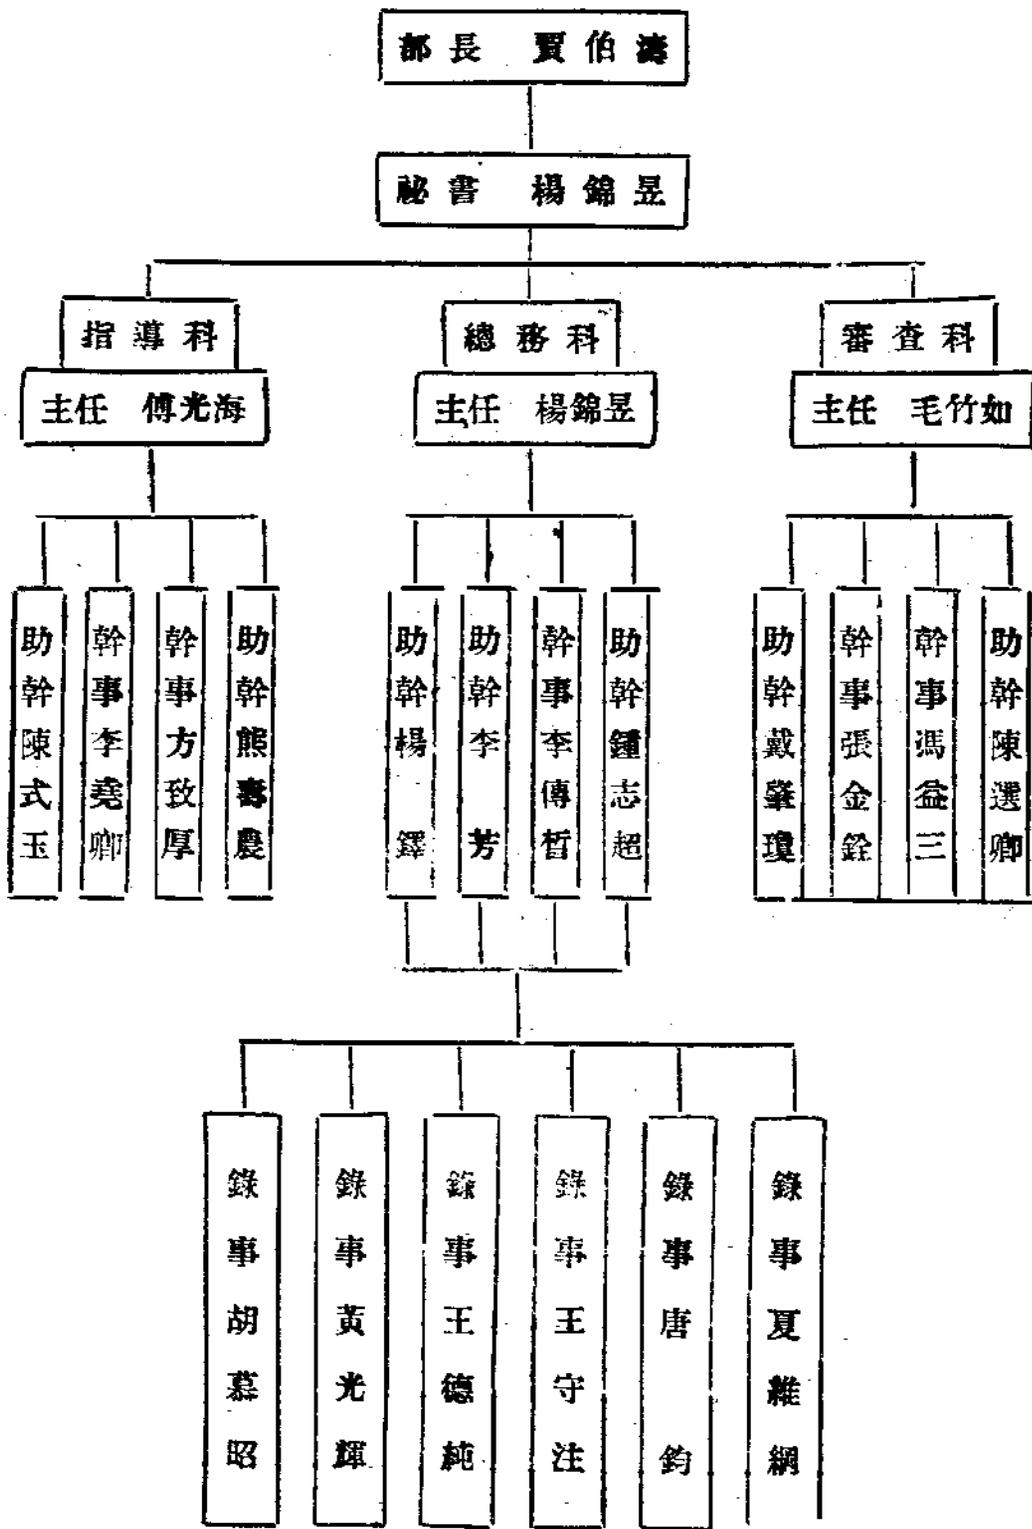 部長 賈伯濤
祕書 楊錦昱
指導科
主任 傅光海
總務科
主任 楊錦昱
審查科
主任 毛竹如
助幹陳式玉
幹事李堯卿
幹事方致厚
助幹熊壽農
助幹楊 鐸
助幹李 芳
幹事李傳晢
助幹鍾志超
助幹戴肇瓊
幹事張金銓
幹事馮益三
助幹陳選卿
錄事胡慕昭
錄事黃光輝
錄事王德純
錄事王守注
錄事唐 鈞
錄事夏維綱